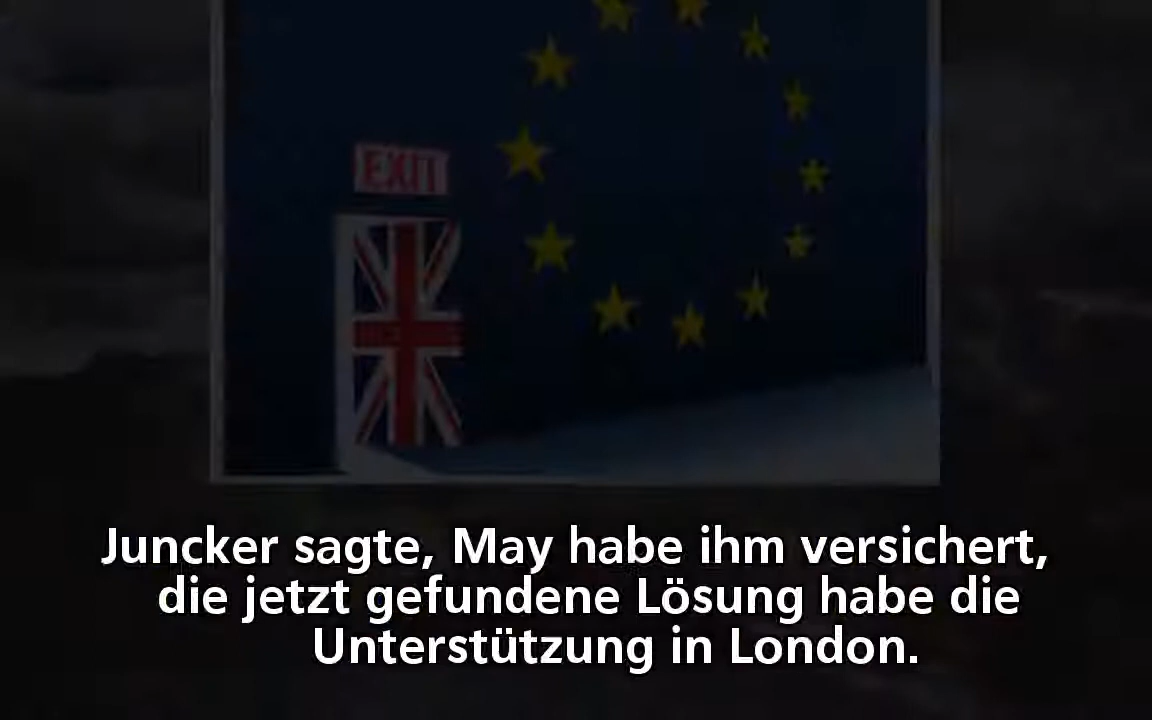 EXIT
Juncker sagte, May habe ihm versichert,
die jetzt gefundene Lösung habe die
Unterstützung in London.